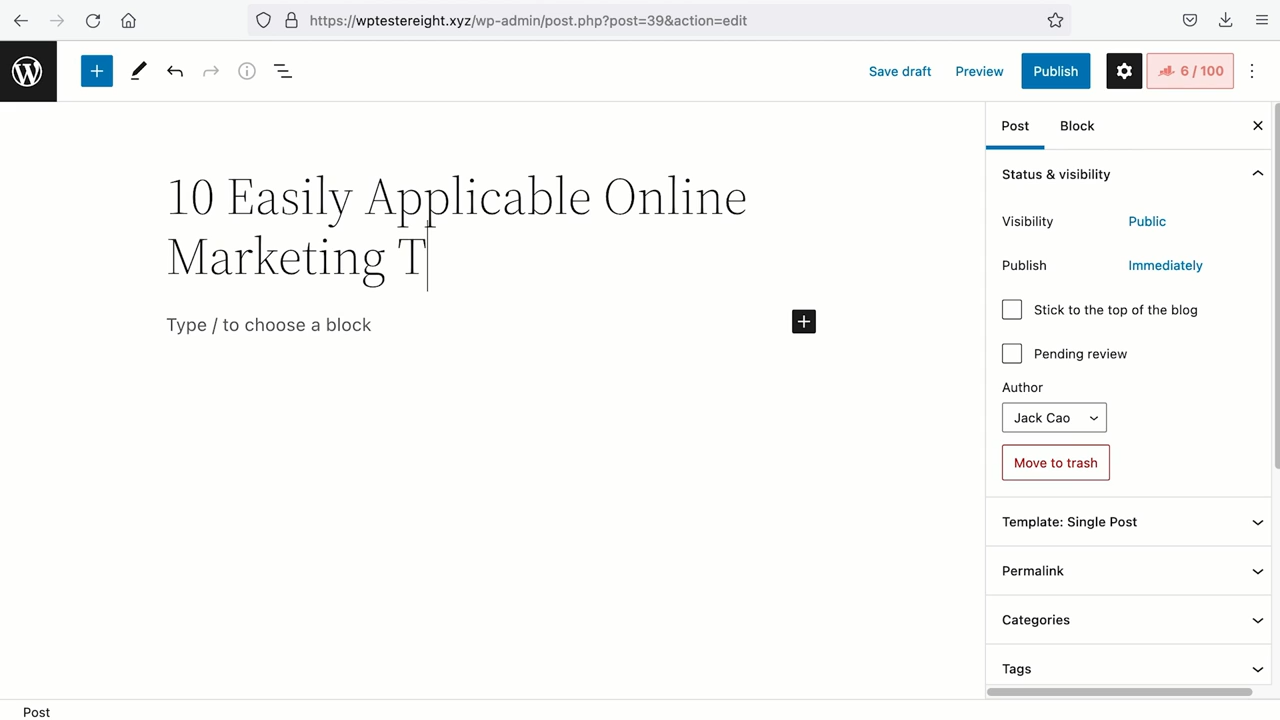 https://wptestereight.xyz/wp-admin/post.php?post=39&action=edit
Save draft
Preview
Publish
6 / 100
10 Easily Applicable Online
Marketing T
Type / to choose a block
Post
Block
Status & visibility
Visibility
Public
Publish
Immediately
Stick to the top of the blog
Pending review
Author
Jack Cao
Move to trash
Template: Single Post
Permalink
Categories
Tags
Post